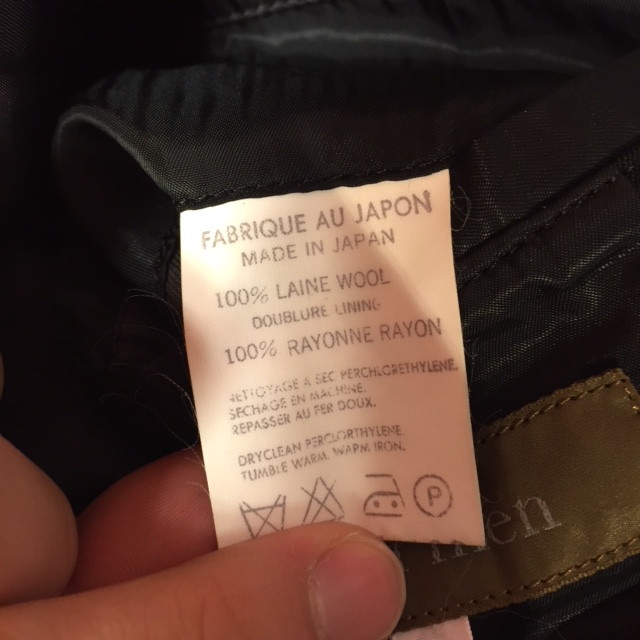 FABRIQUE AU JAPON
MADE IN JAPAN
100% LAINE WOOL
DOUBLURE LINING
100% RAYONNE RAYON
NETTOYAGE A SEC PERCHLORETHYLENE.
SECHAGE EN MACHINE.
REPASSER AU FER DOUX.
DRYCLEAN PERCLORTHYLENE.
TUMBLE WARM. WARM IRON.
P
mèn